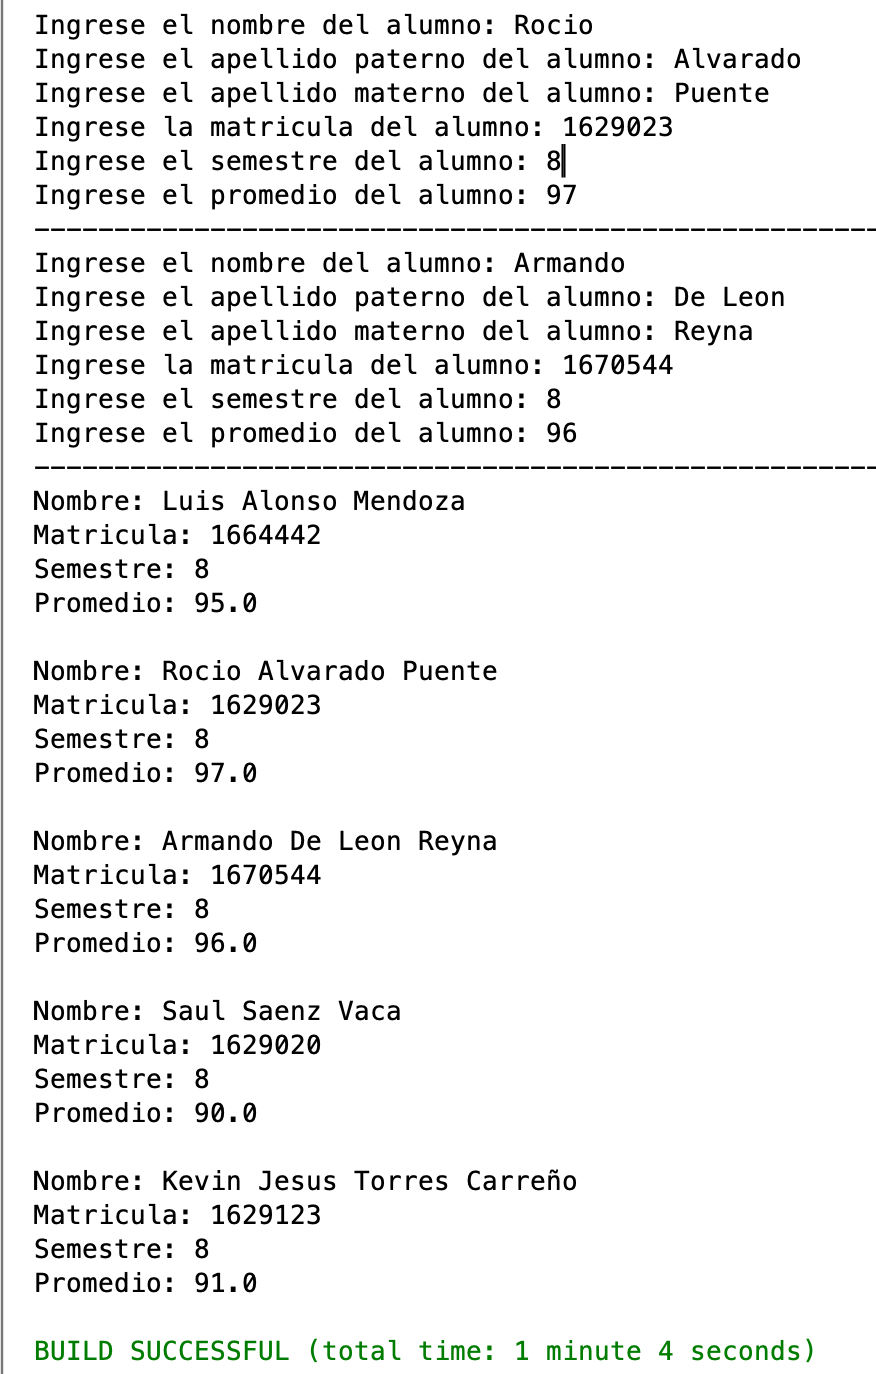 Ingrese el nombre del alumno: Rocio
Ingrese el apellido paterno del alumno: Alvarado
Ingrese el apellido materno del alumno: Puente
Ingrese la matricula del alumno: 1629023
Ingrese el semestre del alumno: 8
Ingrese el promedio del alumno: 97
-----------------------------------------------------
Ingrese el nombre del alumno: Armando
Ingrese el apellido paterno del alumno: De Leon
Ingrese el apellido materno del alumno: Reyna
Ingrese la matricula del alumno: 1670544
Ingrese el semestre del alumno: 8
Ingrese el promedio del alumno: 96
-----------------------------------------------------
Nombre: Luis Alonso Mendoza
Matricula: 1664442
Semestre: 8
Promedio: 95.0

Nombre: Rocio Alvarado Puente
Matricula: 1629023
Semestre: 8
Promedio: 97.0

Nombre: Armando De Leon Reyna
Matricula: 1670544
Semestre: 8
Promedio: 96.0

Nombre: Saul Saenz Vaca
Matricula: 1629020
Semestre: 8
Promedio: 90.0

Nombre: Kevin Jesus Torres Carreño
Matricula: 1629123
Semestre: 8
Promedio: 91.0

BUILD SUCCESSFUL (total time: 1 minute 4 seconds)